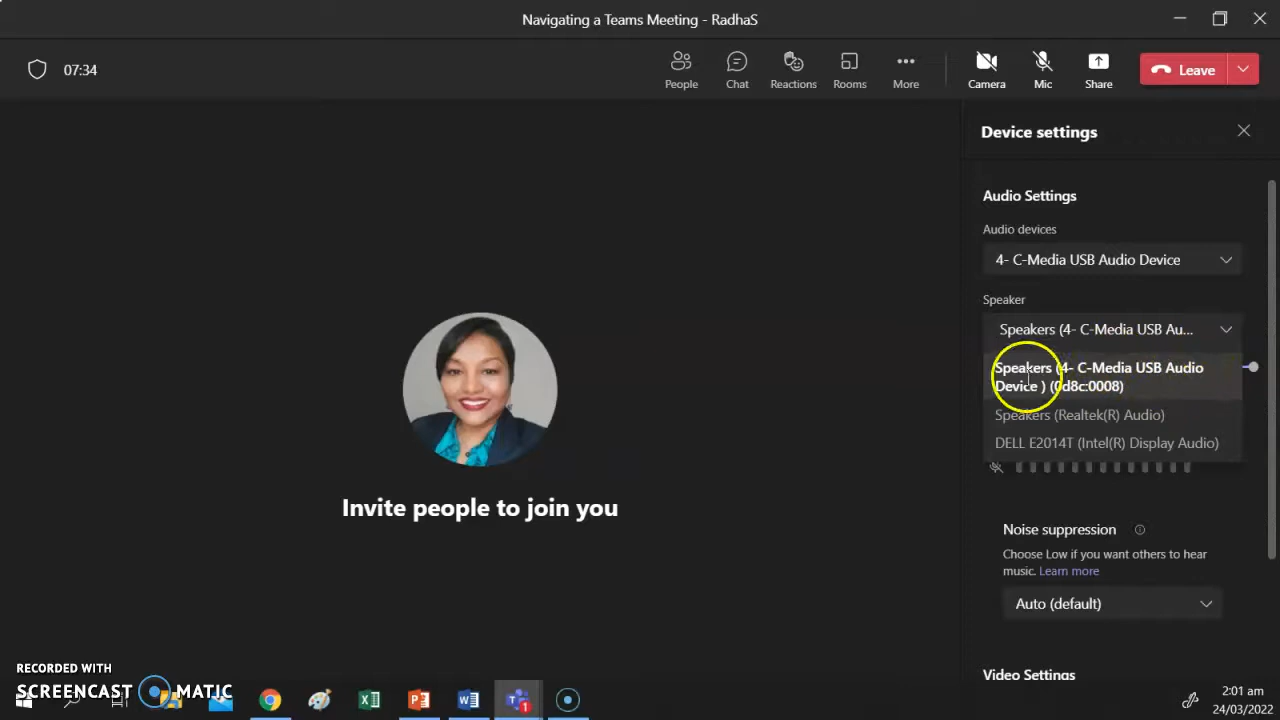 Navigating a Teams Meeting - RadhaS
07:34
People
Chat
Reactions
Rooms
More
Camera
Mic
Share
Leave
Device settings
Audio Settings
Audio devices
4- C-Media USB Audio Device
Speaker
Speakers (4- C-Media USB Au...
Speakers (4- C-Media USB Audio
Device ) (0d8c:0008)
Speakers (Realtek(R) Audio)
DELL E2014T (Intel(R) Display Audio)
Invite people to join you
Noise suppression
Choose Low if you want others to hear
music. Learn more
Auto (default)
Video Settings
RECORDED WITH
SCREENCAST MATIC
1
2:01 am
24/03/2022